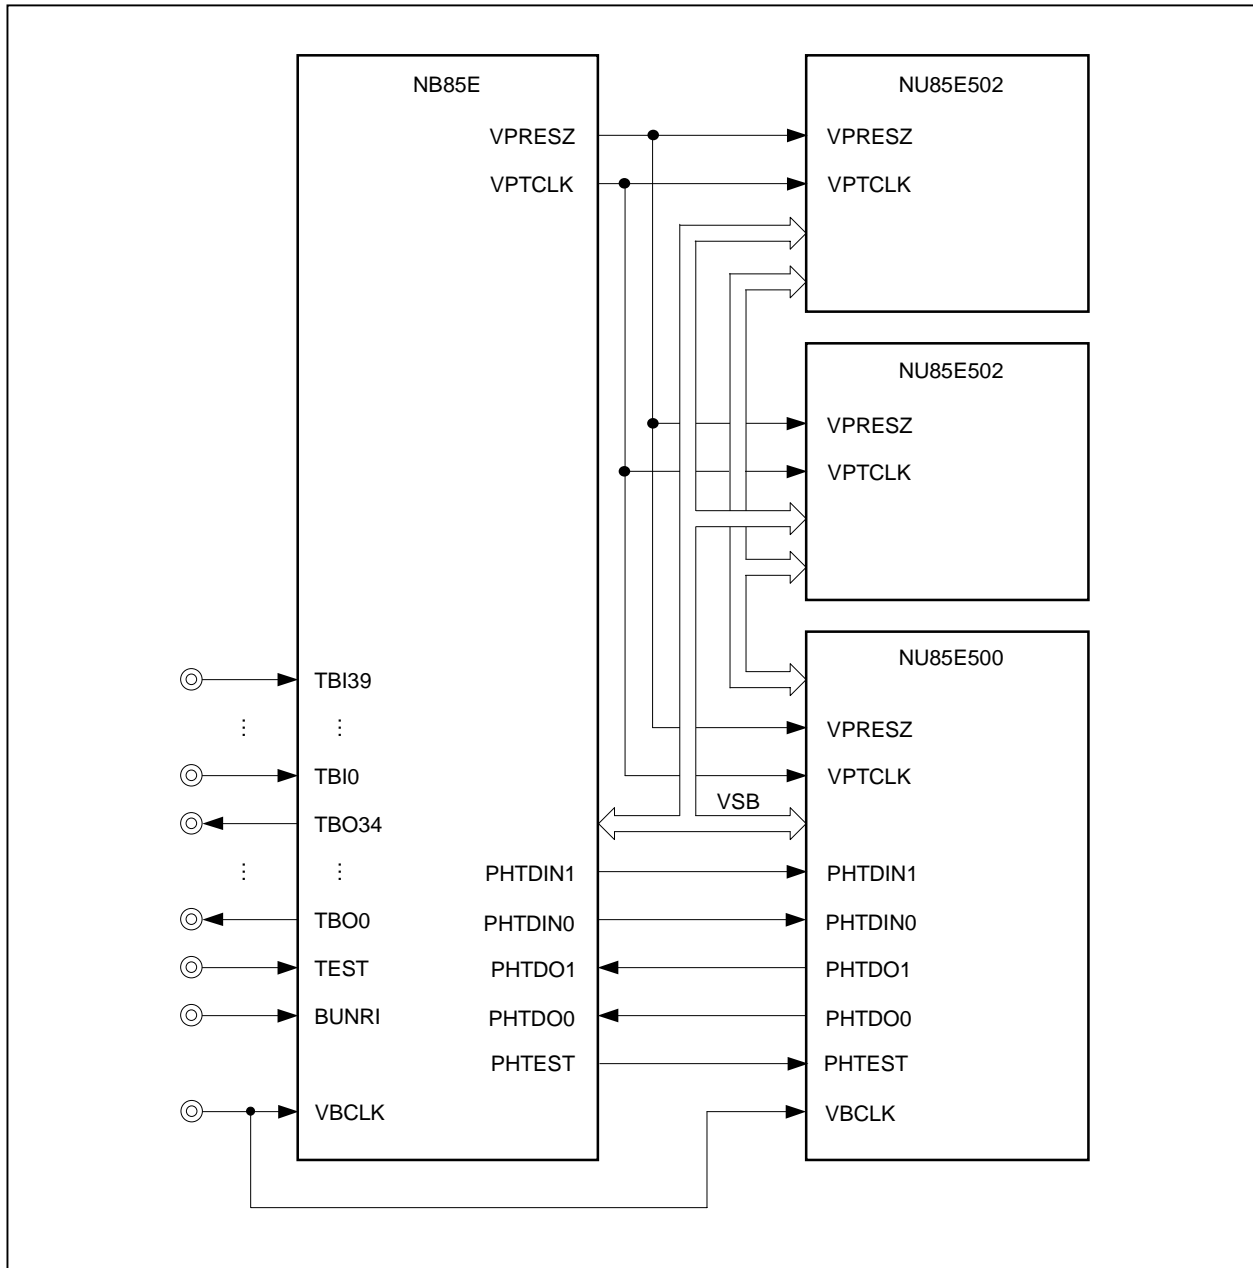 NB85E
VPRESZ
VPTCLK
TBI39
⋮ ⋮
TBI0
TBO34
⋮ ⋮
TBO0
TEST
BUNRI
VBCLK
PHTDIN1
PHTDIN0
PHTDO1
PHTDO0
PHTEST
VSB
NU85E502
VPRESZ
VPTCLK
NU85E502
VPRESZ
VPTCLK
NU85E500
VPRESZ
VPTCLK
PHTDIN1
PHTDIN0
PHTDO1
PHTDO0
PHTEST
VBCLK